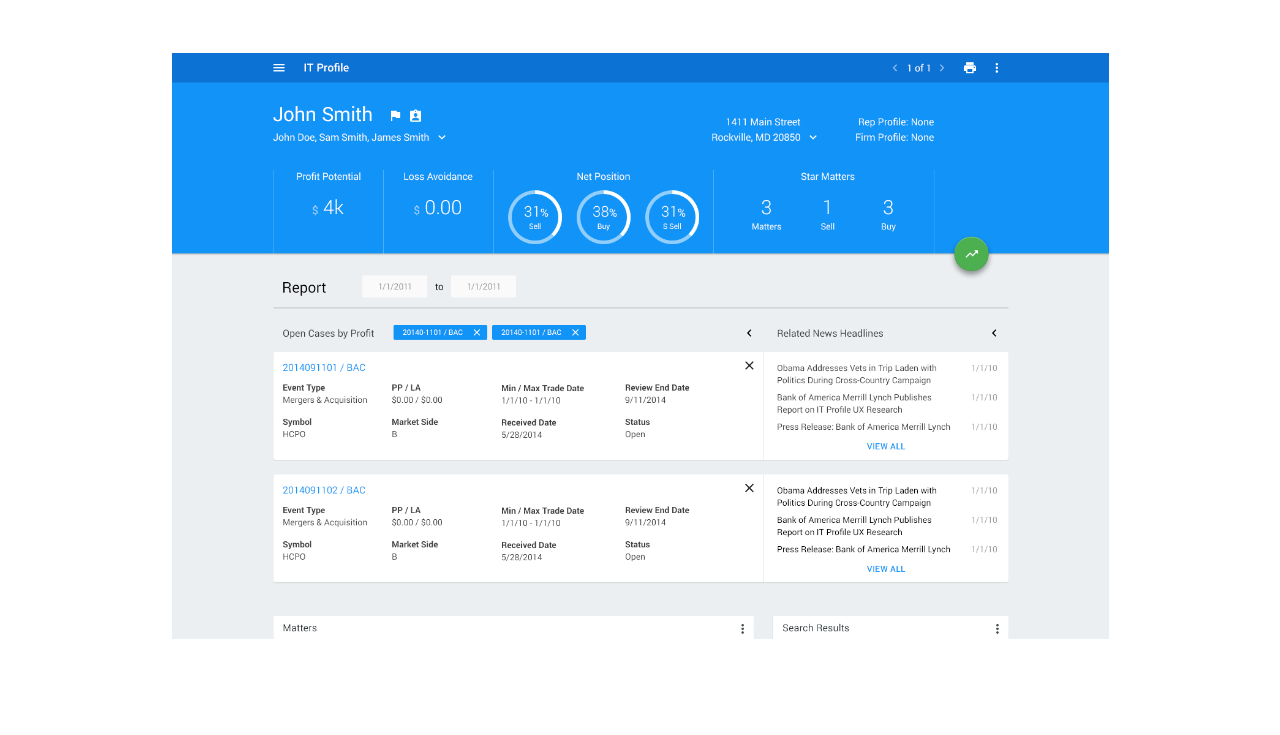 IT Profile
1 of 1
John Smith
John Doe, Sam Smith, James Smith
1411 Main Street
Rockville, MD 20850
Rep Profile: None
Firm Profile: None
Profit Potential
$ 4k
Loss Avoidance
$ 0.00
Net Position
31%
Sell
38%
Buy
31%
S Sell
Star Matters
3
Matters
1
Sell
3
Buy
Report
1/1/2011
to
1/1/2011
Open Cases by Profit
20140-1101 / BAC
20140-1101 / BAC
Related News Headlines
2014091101 / BAC
Event Type
Mergers & Acquisition
PP / LA
$0.00 / $0.00
Min / Max Trade Date
1/1/10 - 1/1/10
Review End Date
9/11/2014
Symbol
HCPO
Market Side
B
Received Date
5/28/2014
Status
Open
Obama Addresses Vets in Trip Laden with
Politics During Cross-Country Campaign
1/1/10
Bank of America Merrill Lynch Publishes
Report on IT Profile UX Research
1/1/10
Press Release: Bank of America Merrill Lynch
1/1/10
VIEW ALL
2014091102 / BAC
Event Type
Mergers & Acquisition
PP / LA
$0.00 / $0.00
Min / Max Trade Date
1/1/10 - 1/1/10
Review End Date
9/11/2014
Symbol
HCPO
Market Side
B
Received Date
5/28/2014
Status
Open
Obama Addresses Vets in Trip Laden with
Politics During Cross-Country Campaign
1/1/10
Bank of America Merrill Lynch Publishes
Report on IT Profile UX Research
1/1/10
Press Release: Bank of America Merrill Lynch
1/1/10
VIEW ALL
Matters
Search Results